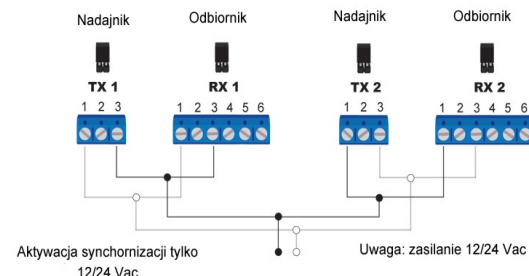 Nadajnik Odbiornik Nadajnik Odbiornik
TX 1 RX 1 TX 2 RX 2
1 2 3 1 2 3 4 5 6 1 2 3 1 2 3 4 5 6
Aktywacja synchornizacji tylko
12/24 Vac
Uwaga: zasilanie 12/24 Vac